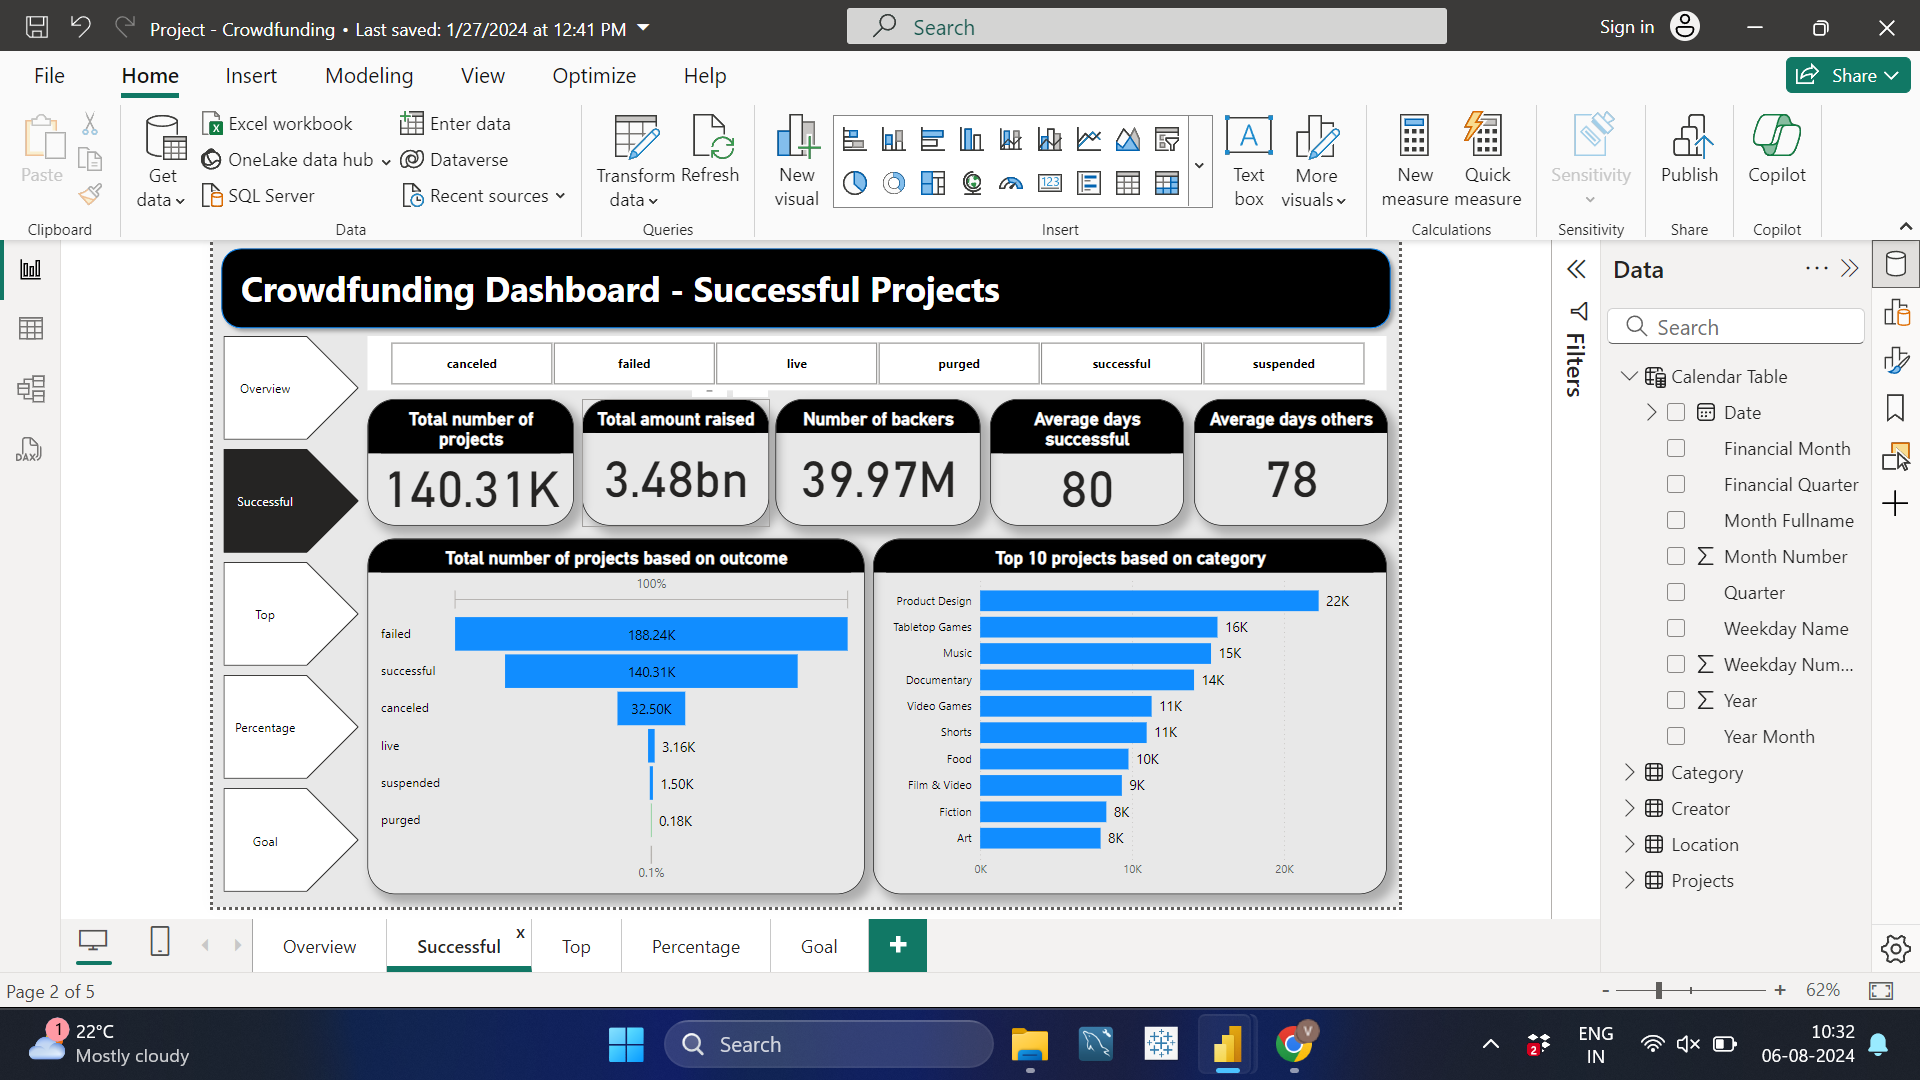 Project - Crowdfunding • Last saved: 1/27/2024 at 12:41 PM
Search
Sign in
File
Home
Insert
Modeling
View
Optimize
Help
Share
Paste
Clipboard
Get data
Excel workbook
OneLake data hub
SQL Server
Enter data
Dataverse
Recent sources
Data
Transform data
Refresh
Queries
New visual
123
A
Text box
More visuals
Insert
New measure
Quick measure
Calculations
Sensitivity
Sensitivity
Publish
Share
Copilot
Copilot
DAX
Crowdfunding Dashboard - Successful Projects
Overview
Successful
Top
Percentage
Goal
canceled
failed
live
purged
successful
suspended
Total number of projects
140.31K
Total amount raised
3.48bn
Number of backers
39.97M
Average days successful
80
Average days others
78
Total number of projects based on outcome
100%
failed 188.24K
successful 140.31K
canceled 32.50K
live 3.16K
suspended 1.50K
purged 0.18K
0.1%
Top 10 projects based on category
Product Design 22K
Tabletop Games 16K
Music 15K
Documentary 14K
Video Games 11K
Shorts 11K
Food 10K
Film & Video 9K
Fiction 8K
Art 8K
0K 10K 20K
Filters
Data
Search
Calendar Table
Date
Financial Month
Financial Quarter
Month Fullname
Month Number
Quarter
Weekday Name
Weekday Num...
Year
Year Month
Category
Creator
Location
Projects
Overview
Successful
x
Top
Percentage
Goal
+
Page 2 of 5
- + 62%
1
22°C
Mostly cloudy
Search
V
2
ENG
IN
10:32
06-08-2024